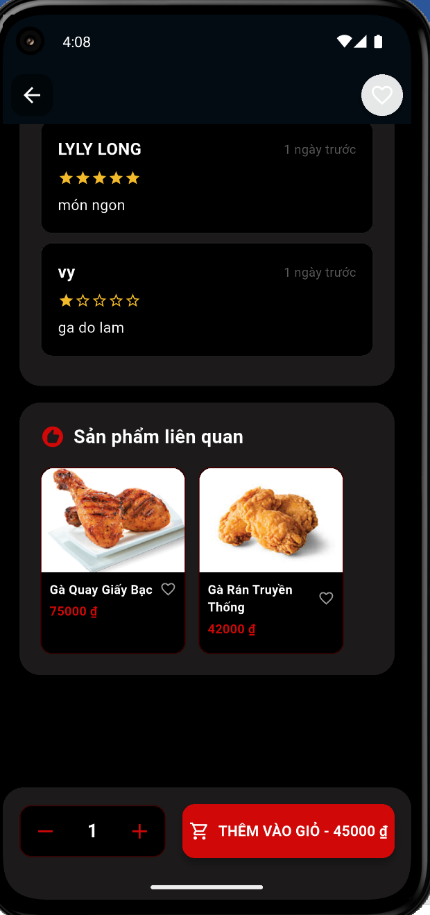 4:08
LYLY LONG
1 ngày trước
món ngon
vy
1 ngày trước
ga do lam
Sản phẩm liên quan
Gà Quay Giấy Bạc
75000 ₫
Gà Rán Truyền
Thống
42000 ₫
1
THÊM VÀO GIỎ - 45000 ₫